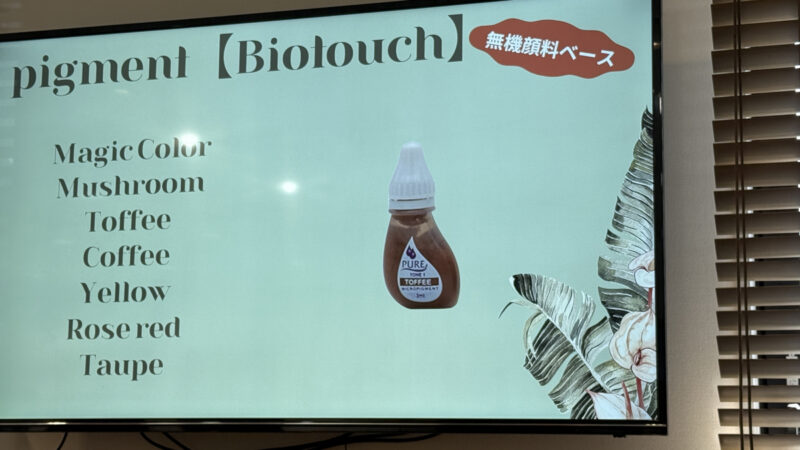 pigment【Biotouch】
無機顔料ベース
Magic Color
Mushroom
Toffee
Coffee
Yellow
Rose red
Taupe
PURE
TONE 1
TOFFEE
MICROPIGMENT